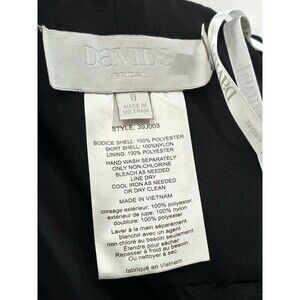 DAVID'S
BRIDAL
8
MADE IN
VIETNAM
STYLE: 39J003
BODICE SHELL: 100% POLYESTER
SKIRT SHELL: 100%NYLON
LINING: 100% POLYESTER
HAND WASH SEPARATELY
ONLY NON-CHLORINE
BLEACH AS NEEDED
LINE DRY
COOL IRON AS NEEDED
OR DRY CLEAN
MADE IN VIETNAM
corsage extérieur: 100% polyester
exterieur de jupe: 100% nylon
doublure: 100% polyester
Laver à la main séparément
blanchir avec un agent
non chloré au besoin seulement
Étendre pour sécher
Repasser à froid au besoin
ou nettoyer à sec
fabriqué en Vietnam
DAVID'S